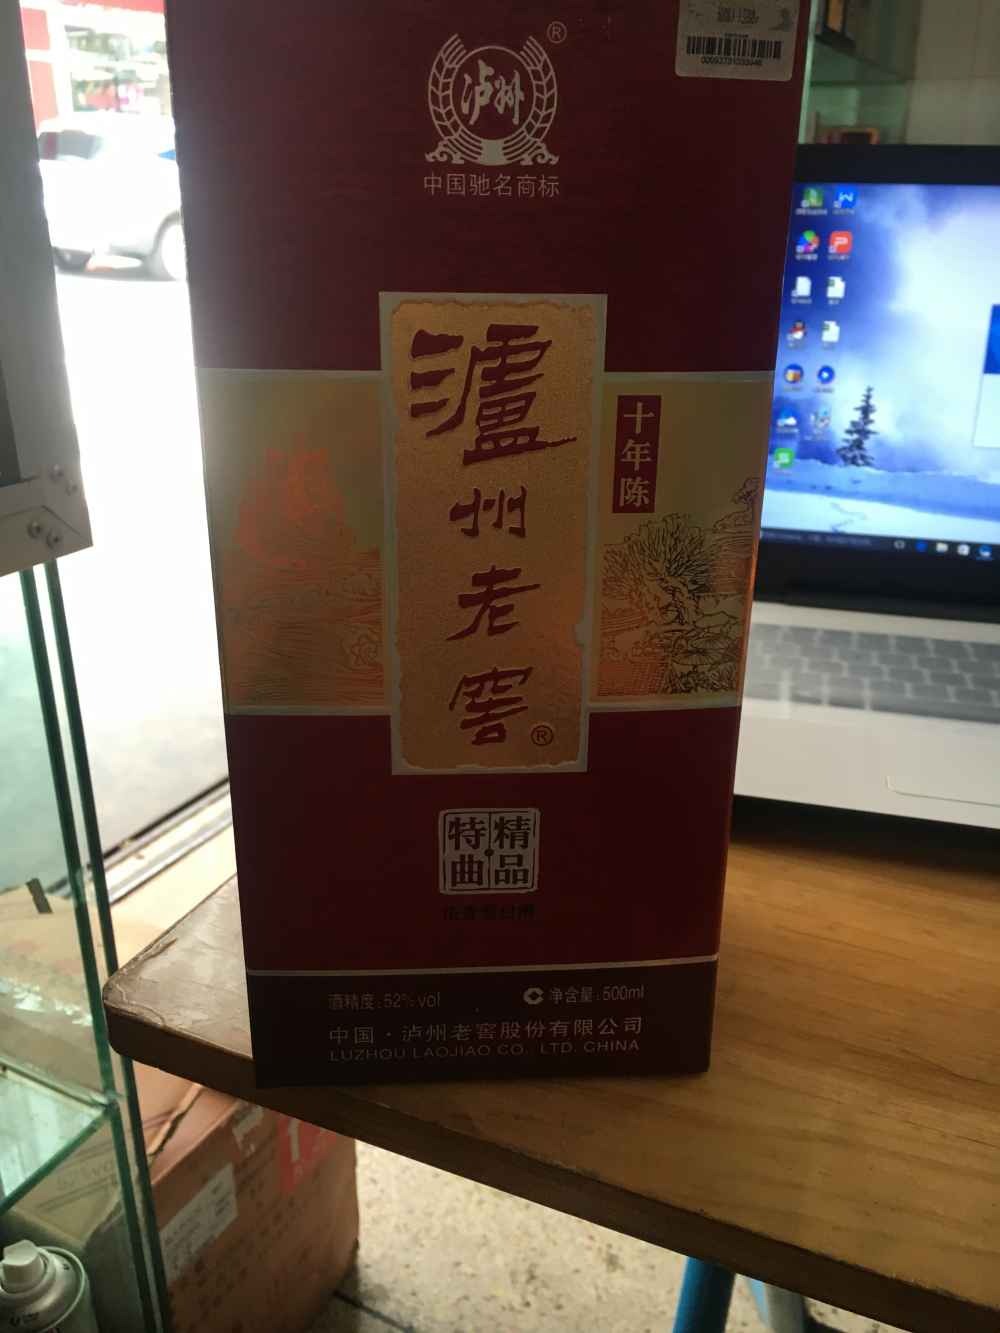 泸州
®
中国驰名商标
瀘州老窖®
十年陈
精品
特曲
酒精度:52%vol
净含量:500ml
中国·泸州老窖股份有限公司
LUZHOU LAOJIAO CO. LTD. CHINA